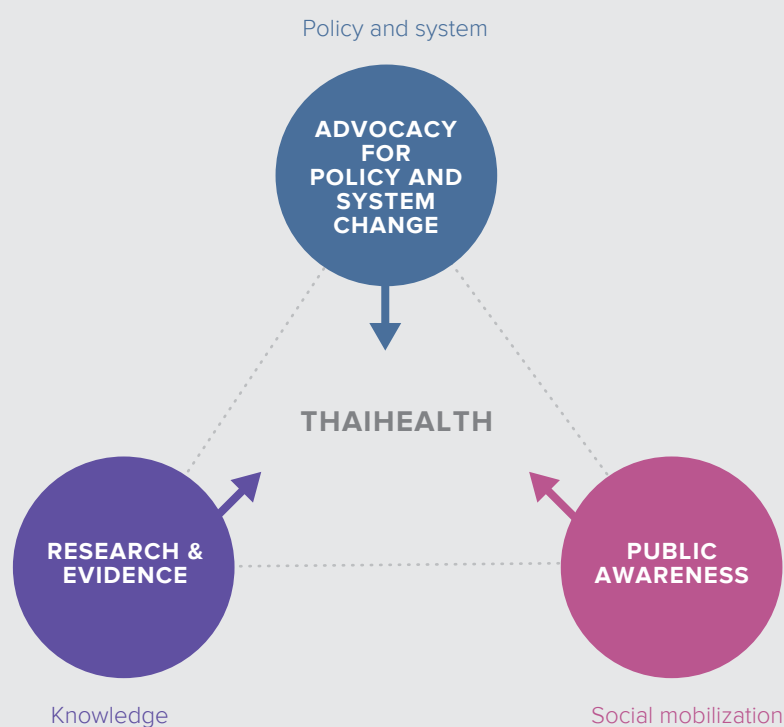 Policy and system
ADVOCACY
FOR
POLICY AND
SYSTEM
CHANGE
THAIHEALTH
RESEARCH &
EVIDENCE
PUBLIC
AWARENESS
Knowledge
Social mobilization